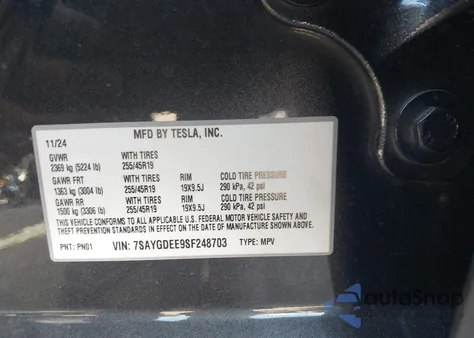 MFD BY TESLA, INC.
11/24
GVWR WITH TIRES
2369 kg (5224 lb) 255/45R19
GAWR FRT WITH TIRES RIM COLD TIRE PRESSURE
1363 kg (3004 lb) 255/45R19 19X9.5J 290 kPa, 42 psi
GAWR RR WITH TIRES RIM COLD TIRE PRESSURE
1500 kg (3306 lb) 255/45R19 19X9.5J 290 kPa, 42 psi
THIS VEHICLE CONFORMS TO ALL APPLICABLE U.S. FEDERAL MOTOR VEHICLE SAFETY AND
THEFT PREVENTION STANDARDS IN EFFECT ON THE DATE OF MANUFACTURE SHOWN ABOVE.
PNT: PN01 VIN: 7SAYGDEE9SF248703 TYPE: MPV
AutoSnap